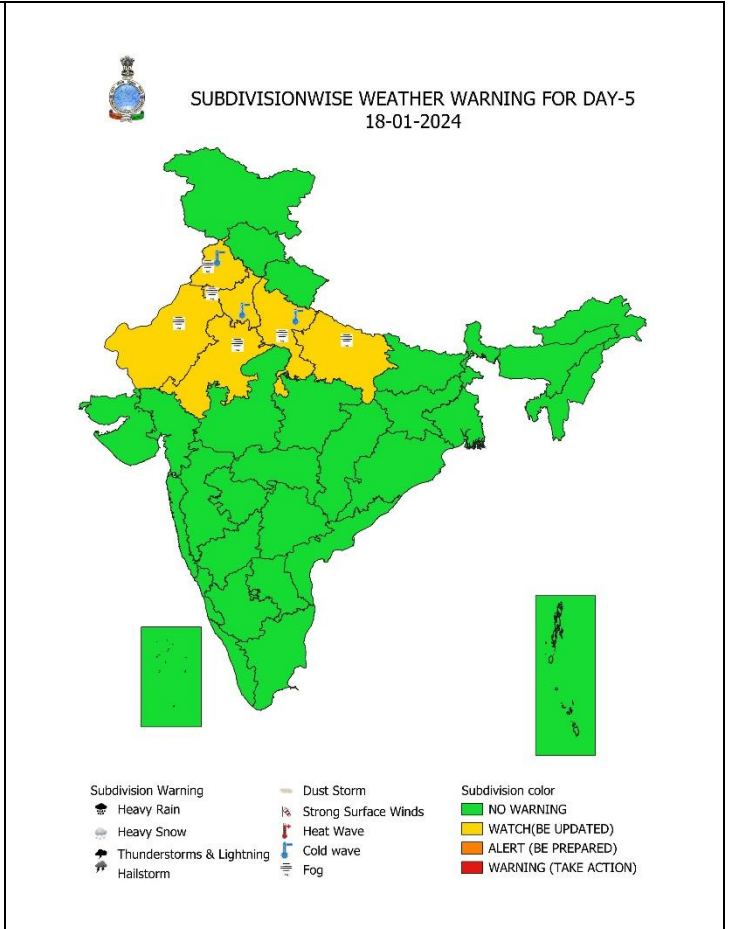 SUBDIVISIONWISE WEATHER WARNING FOR DAY-5
18-01-2024
Subdivision Warning
Heavy Rain
Heavy Snow
Thunderstorms & Lightning
Hailstorm
Dust Storm
Strong Surface Winds
Heat Wave
Cold wave
Fog
Subdivision color
NO WARNING
WATCH(BE UPDATED)
ALERT (BE PREPARED)
WARNING (TAKE ACTION)